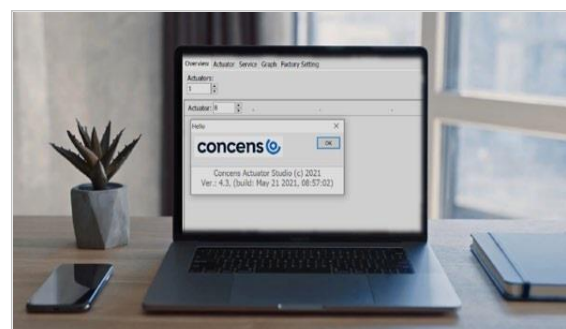 Overview Actuator Service Graph Factory Setting
Actuators:
1
Actuator: 8
Hello
concens
OK
Concens Actuator Studio (c) 2021
Ver.: 4.3, (build: May 21 2021, 08:57:02)